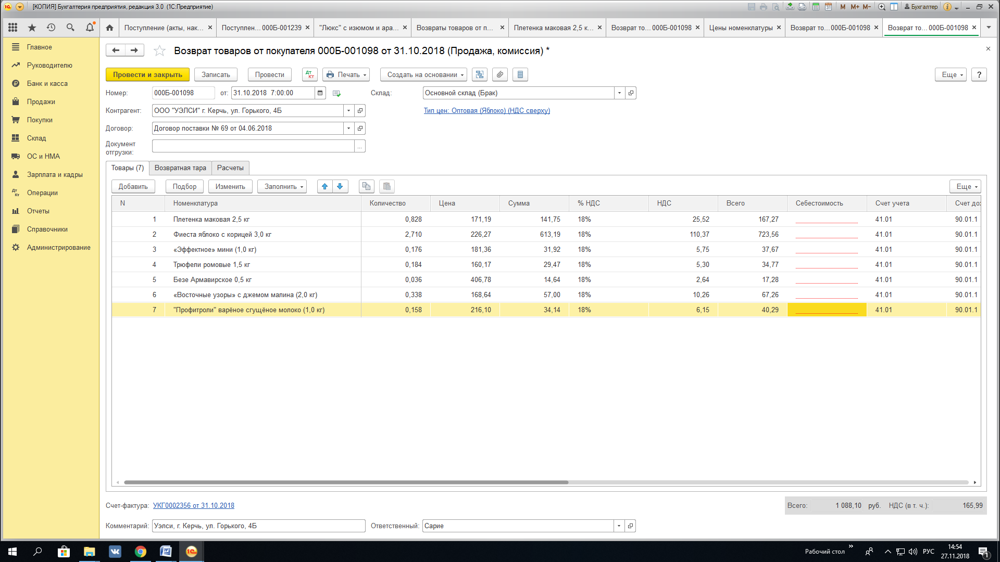 [КОПИЯ] Бухгалтерия предприятия, редакция 3.0 (1С:Предприятие)
M M+ M- Бухгалтер
Поступление (акты, нак... Поступлен... 000Б-001239 "Люкс" с изюмом и ара... Возвраты товаров от п... Плетенка маковая 2,5 к... Возврат то... 000Б-001098 Цены номенклатуры Возврат то...000Б-001098 Возврат то... 000Б-001098
Главное
Руководителю
Банк и касса
Продажи
Покупки
Склад
ОС и НМА
Зарплата и кадры
Операции
Отчеты
Справочники
Администрирование
Возврат товаров от покупателя 000Б-001098 от 31.10.2018 (Продажа, комиссия) *
Провести и закрыть Записать Провести Дт Кт Печать Создать на основании Еще ?
Номер: 000Б-001098 от: 31.10.2018 7:00:00 Склад: Основной склад (Брак)
Контрагент: ООО "УЭЛСИ" г. Керчь, ул. Горького, 4Б Тип цен: Оптовая (Яблоко) (НДС сверху)
Договор: Договор поставки № 69 от 04.06.2018
Документ отгрузки: ...
Товары (7) Возвратная тара Расчеты
Добавить Подбор Изменить Заполнить Еще
N Номенклатура Количество Цена Сумма % НДС НДС Всего Себестоимость Счет учета Счет до
1 Плетенка маковая 2,5 кг 0,828 171,19 141,75 18% 25,52 167,27 41.01 90.01.1
2 Фиеста яблоко с корицей 3,0 кг 2,710 226,27 613,19 18% 110,37 723,56 41.01 90.01.1
3 «Эффектное» мини (1,0 кг) 0,176 181,36 31,92 18% 5,75 37,67 41.01 90.01.1
4 Трюфели ромовые 1,5 кг 0,184 160,17 29,47 18% 5,30 34,77 41.01 90.01.1
5 Безе Армавирское 0,5 кг 0,036 406,78 14,64 18% 2,64 17,28 41.01 90.01.1
6 «Восточные узоры» с джемом малина (2,0 кг) 0,338 168,64 57,00 18% 10,26 67,26 41.01 90.01.1
7 "Профитроли" варёное сгущёное молоко (1,0 кг) 0,158 216,10 34,14 18% 6,15 40,29 41.01 90.01.1
Счет-фактура: УКГ0002356 от 31.10.2018 Всего: 1 088,10 руб. НДС (в т. ч.): 165,99
Комментарий: Уэлси, г. Керчь, ул. Горького, 4Б Ответственный: Сарие
Рабочий стол » РУС 14:54
27.11.2018 1